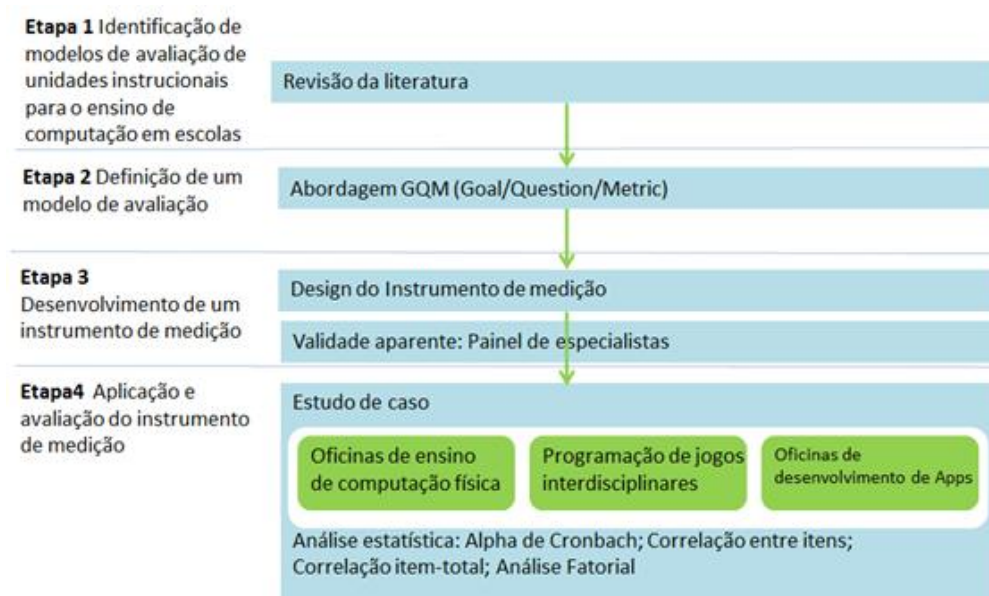 Etapa 1 Identificação de
modelos de avaliação de
unidades instrucionais
para o ensino de
computação em escolas
Revisão da literatura
Etapa 2 Definição de um
modelo de avaliação
Abordagem GQM (Goal/Question/Metric)
Etapa 3
Desenvolvimento de um
instrumento de medição
Design do Instrumento de medição
Validade aparente: Painel de especialistas
Etapa4 Aplicação e
avaliação do instrumento
de medição
Estudo de caso
Oficinas de ensino
de computação física
Programação de jogos
interdisciplinares
Oficinas de
desenvolvimento de Apps
Análise estatística: Alpha de Cronbach; Correlação entre itens;
Correlação item-total; Análise Fatorial